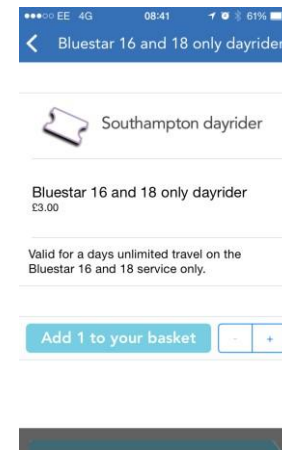 EE 4G 08:41 61%
Bluestar 16 and 18 only dayrider
Southampton dayrider
Bluestar 16 and 18 only dayrider
£3.00
Valid for a days unlimited travel on the
Bluestar 16 and 18 service only.
Add 1 to your basket - +